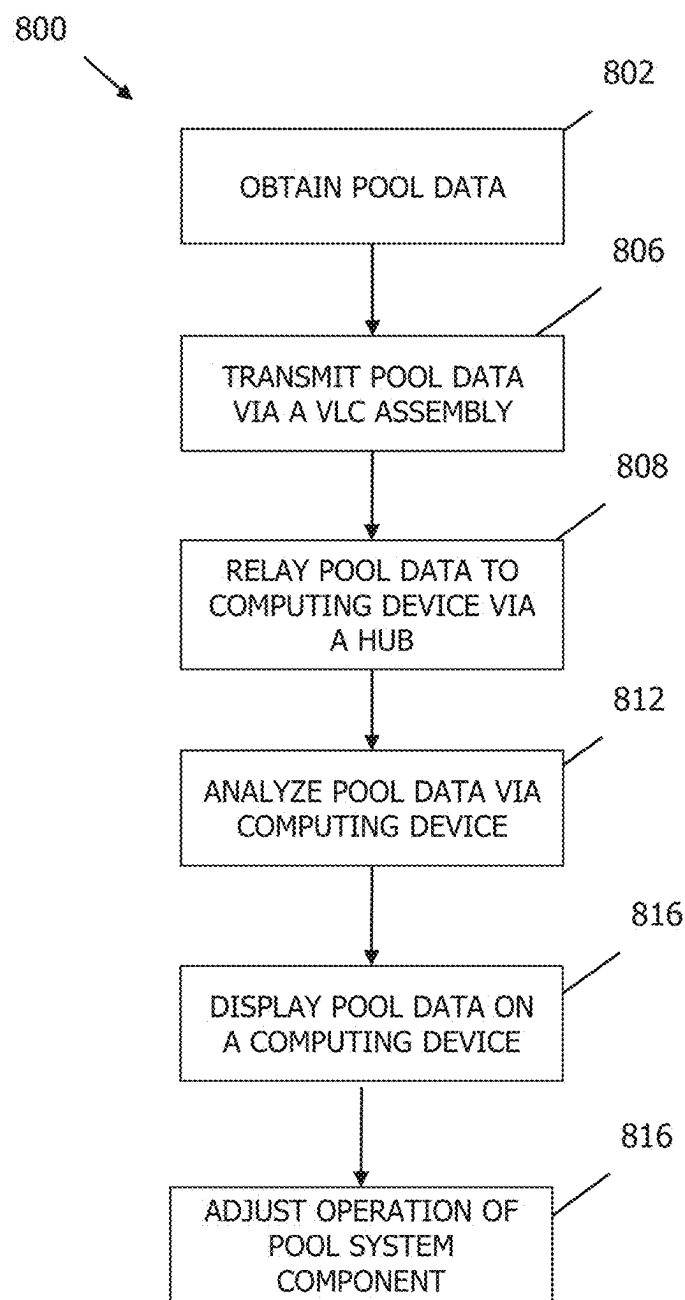 800
802
OBTAIN POOL DATA
806
TRANSMIT POOL DATA
VIA A VLC ASSEMBLY
808
RELAY POOL DATA TO
COMPUTING DEVICE VIA
A HUB
812
ANALYZE POOL DATA VIA
COMPUTING DEVICE
816
DISPLAY POOL DATA ON
A COMPUTING DEVICE
816
ADJUST OPERATION OF
POOL SYSTEM
COMPONENT